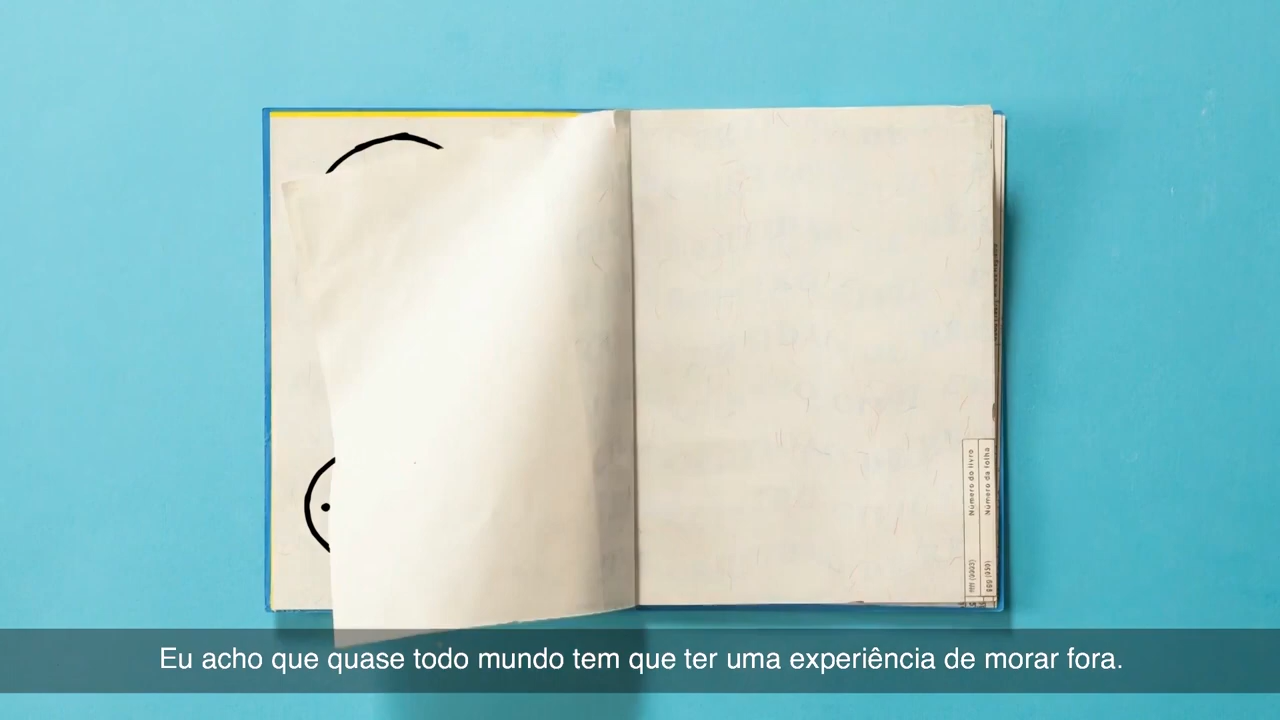 Número do livro
Número da folha
Eu acho que quase todo mundo tem que ter uma experiência de morar fora.